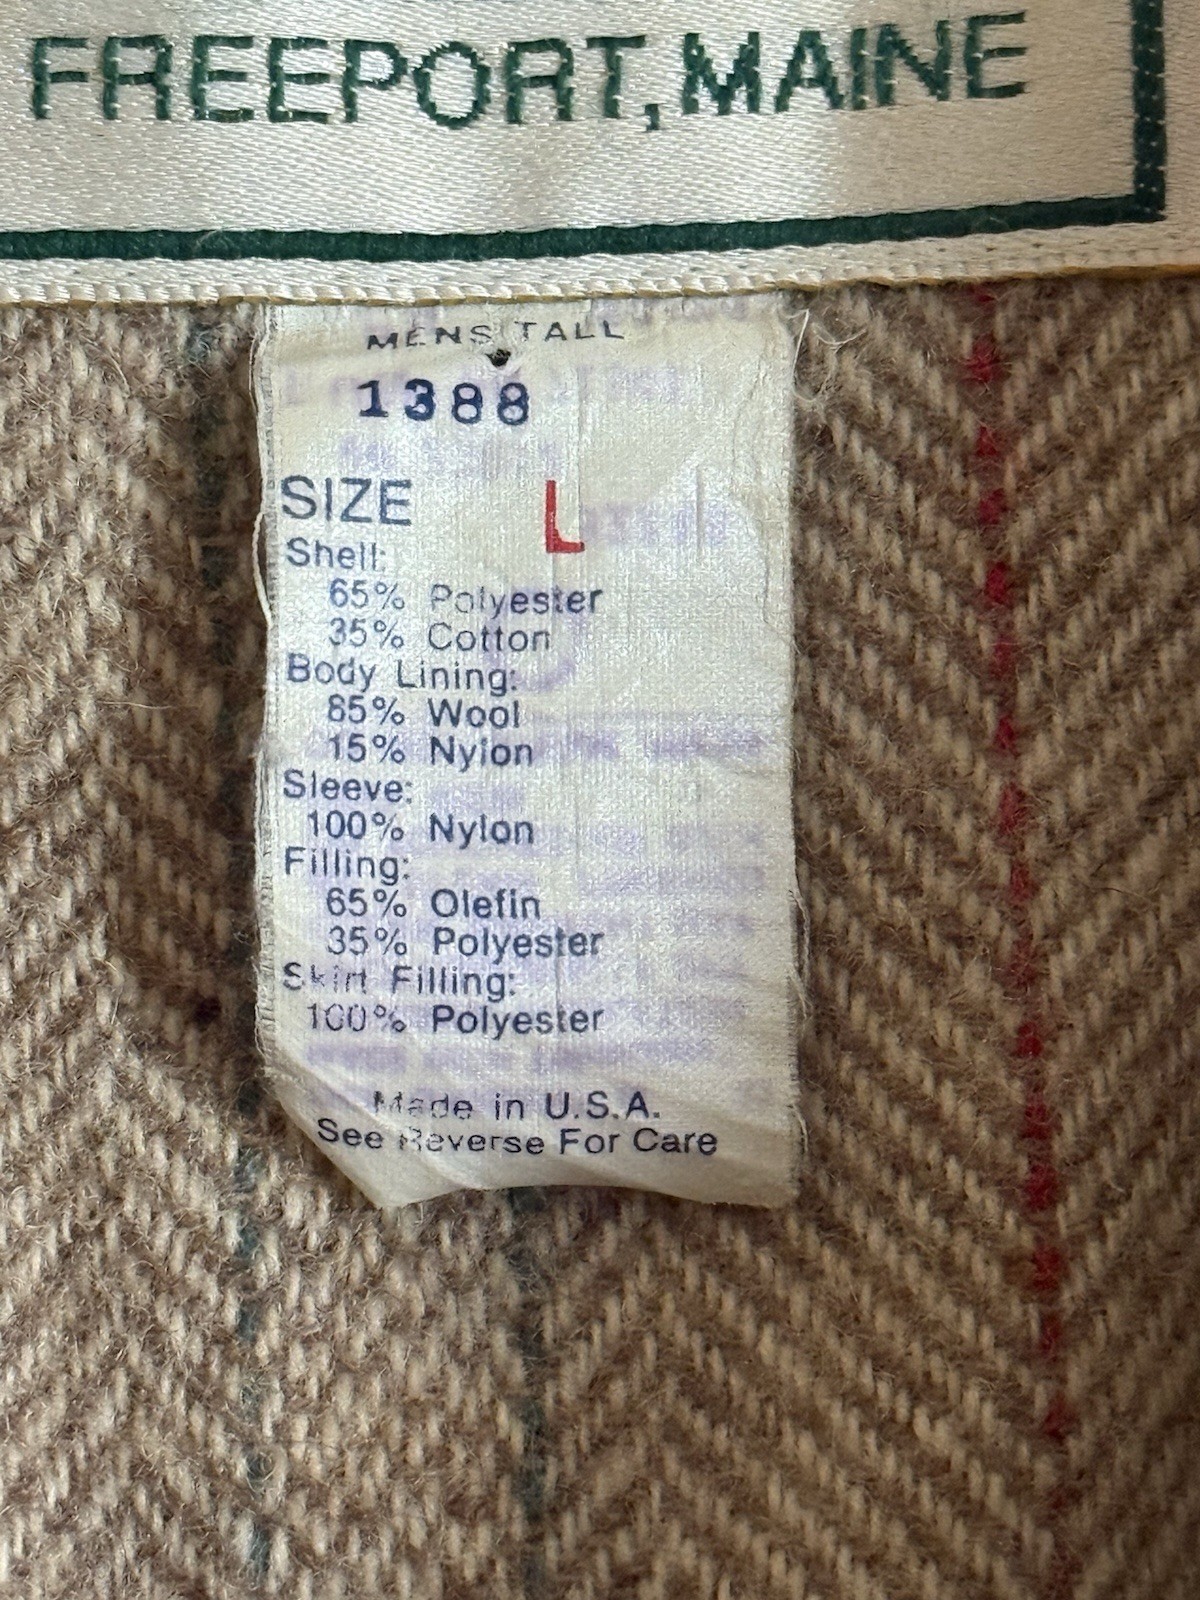 FREEPORT, MAINE
MENS TALL
1388
SIZE L
Shell:
65% Polyester
35% Cotton
Body Lining:
85% Wool
15% Nylon
Sleeve:
100% Nylon
Filling:
65% Olefin
35% Polyester
Skirt Filling:
100% Polyester
Made in U.S.A.
See Reverse For Care